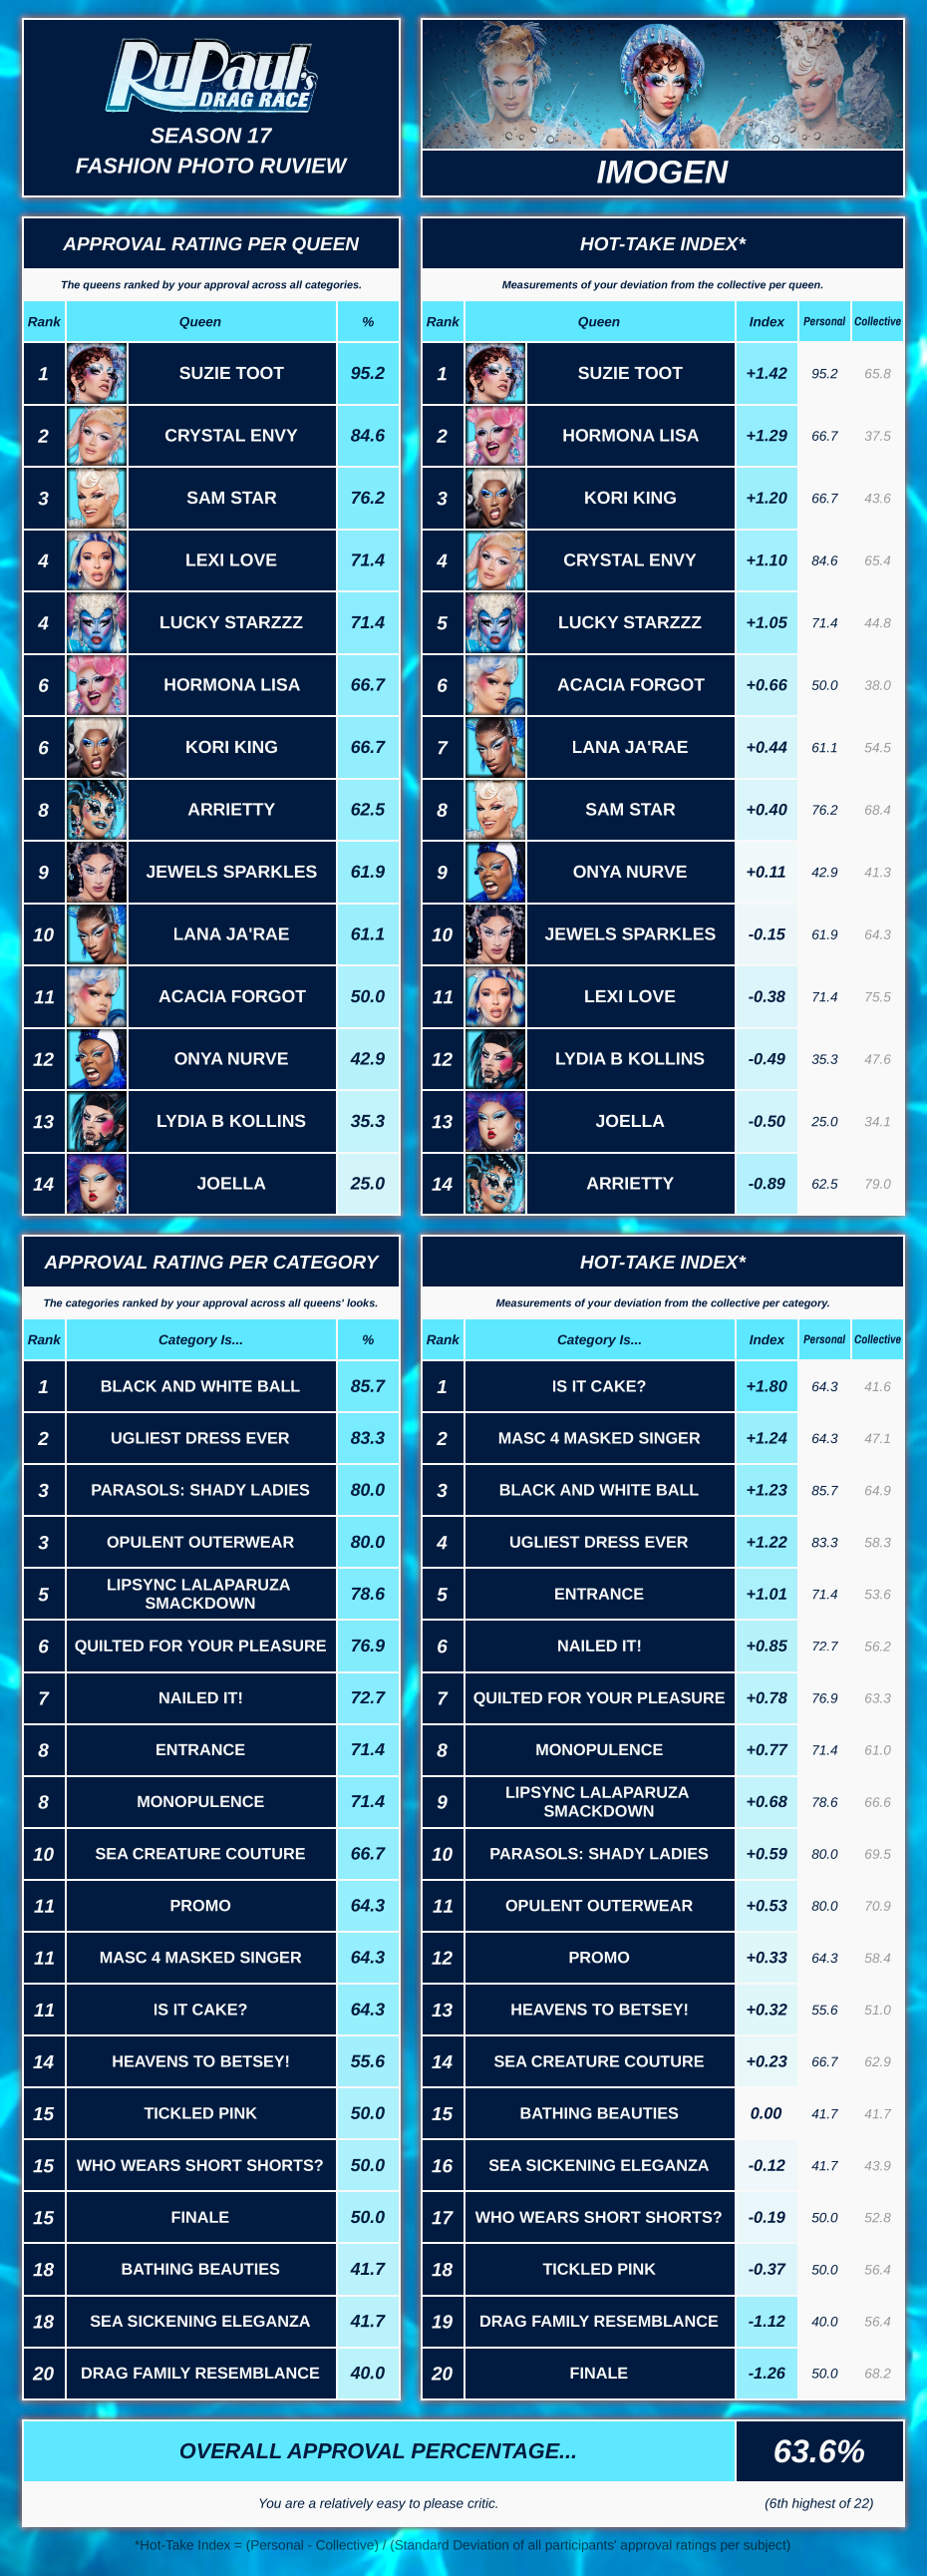 RuPaul's
DRAG RACE
SEASON 17
FASHION PHOTO RUVIEW
IMOGEN
APPROVAL RATING PER QUEEN
The queens ranked by your approval across all categories.
Rank Queen %
1 SUZIE TOOT 95.2
2 CRYSTAL ENVY 84.6
3 SAM STAR 76.2
4 LEXI LOVE 71.4
4 LUCKY STARZZZ 71.4
6 HORMONA LISA 66.7
6 KORI KING 66.7
8 ARRIETTY 62.5
9 JEWELS SPARKLES 61.9
10 LANA JA'RAE 61.1
11 ACACIA FORGOT 50.0
12 ONYA NURVE 42.9
13 LYDIA B KOLLINS 35.3
14 JOELLA 25.0
HOT-TAKE INDEX*
Measurements of your deviation from the collective per queen.
Rank Queen Index Personal Collective
1 SUZIE TOOT +1.42 95.2 65.8
2 HORMONA LISA +1.29 66.7 37.5
3 KORI KING +1.20 66.7 43.6
4 CRYSTAL ENVY +1.10 84.6 65.4
5 LUCKY STARZZZ +1.05 71.4 44.8
6 ACACIA FORGOT +0.66 50.0 38.0
7 LANA JA'RAE +0.44 61.1 54.5
8 SAM STAR +0.40 76.2 68.4
9 ONYA NURVE +0.11 42.9 41.3
10 JEWELS SPARKLES -0.15 61.9 64.3
11 LEXI LOVE -0.38 71.4 75.5
12 LYDIA B KOLLINS -0.49 35.3 47.6
13 JOELLA -0.50 25.0 34.1
14 ARRIETTY -0.89 62.5 79.0
APPROVAL RATING PER CATEGORY
The categories ranked by your approval across all queens' looks.
Rank Category Is... %
1 BLACK AND WHITE BALL 85.7
2 UGLIEST DRESS EVER 83.3
3 PARASOLS: SHADY LADIES 80.0
3 OPULENT OUTERWEAR 80.0
5 LIPSYNC LALAPARUZA
SMACKDOWN 78.6
6 QUILTED FOR YOUR PLEASURE 76.9
7 NAILED IT! 72.7
8 ENTRANCE 71.4
8 MONOPULENCE 71.4
10 SEA CREATURE COUTURE 66.7
11 PROMO 64.3
11 MASC 4 MASKED SINGER 64.3
11 IS IT CAKE? 64.3
14 HEAVENS TO BETSEY! 55.6
15 TICKLED PINK 50.0
15 WHO WEARS SHORT SHORTS? 50.0
15 FINALE 50.0
18 BATHING BEAUTIES 41.7
18 SEA SICKENING ELEGANZA 41.7
20 DRAG FAMILY RESEMBLANCE 40.0
HOT-TAKE INDEX*
Measurements of your deviation from the collective per category.
Rank Category Is... Index Personal Collective
1 IS IT CAKE? +1.80 64.3 41.6
2 MASC 4 MASKED SINGER +1.24 64.3 47.1
3 BLACK AND WHITE BALL +1.23 85.7 64.9
4 UGLIEST DRESS EVER +1.22 83.3 58.3
5 ENTRANCE +1.01 71.4 53.6
6 NAILED IT! +0.85 72.7 56.2
7 QUILTED FOR YOUR PLEASURE +0.78 76.9 63.3
8 MONOPULENCE +0.77 71.4 61.0
9 LIPSYNC LALAPARUZA
SMACKDOWN +0.68 78.6 66.6
10 PARASOLS: SHADY LADIES +0.59 80.0 69.5
11 OPULENT OUTERWEAR +0.53 80.0 70.9
12 PROMO +0.33 64.3 58.4
13 HEAVENS TO BETSEY! +0.32 55.6 51.0
14 SEA CREATURE COUTURE +0.23 66.7 62.9
15 BATHING BEAUTIES 0.00 41.7 41.7
16 SEA SICKENING ELEGANZA -0.12 41.7 43.9
17 WHO WEARS SHORT SHORTS? -0.19 50.0 52.8
18 TICKLED PINK -0.37 50.0 56.4
19 DRAG FAMILY RESEMBLANCE -1.12 40.0 56.4
20 FINALE -1.26 50.0 68.2
OVERALL APPROVAL PERCENTAGE... 63.6%
You are a relatively easy to please critic. (6th highest of 22)
*Hot-Take Index = (Personal - Collective) / (Standard Deviation of all participants' approval ratings per subject)